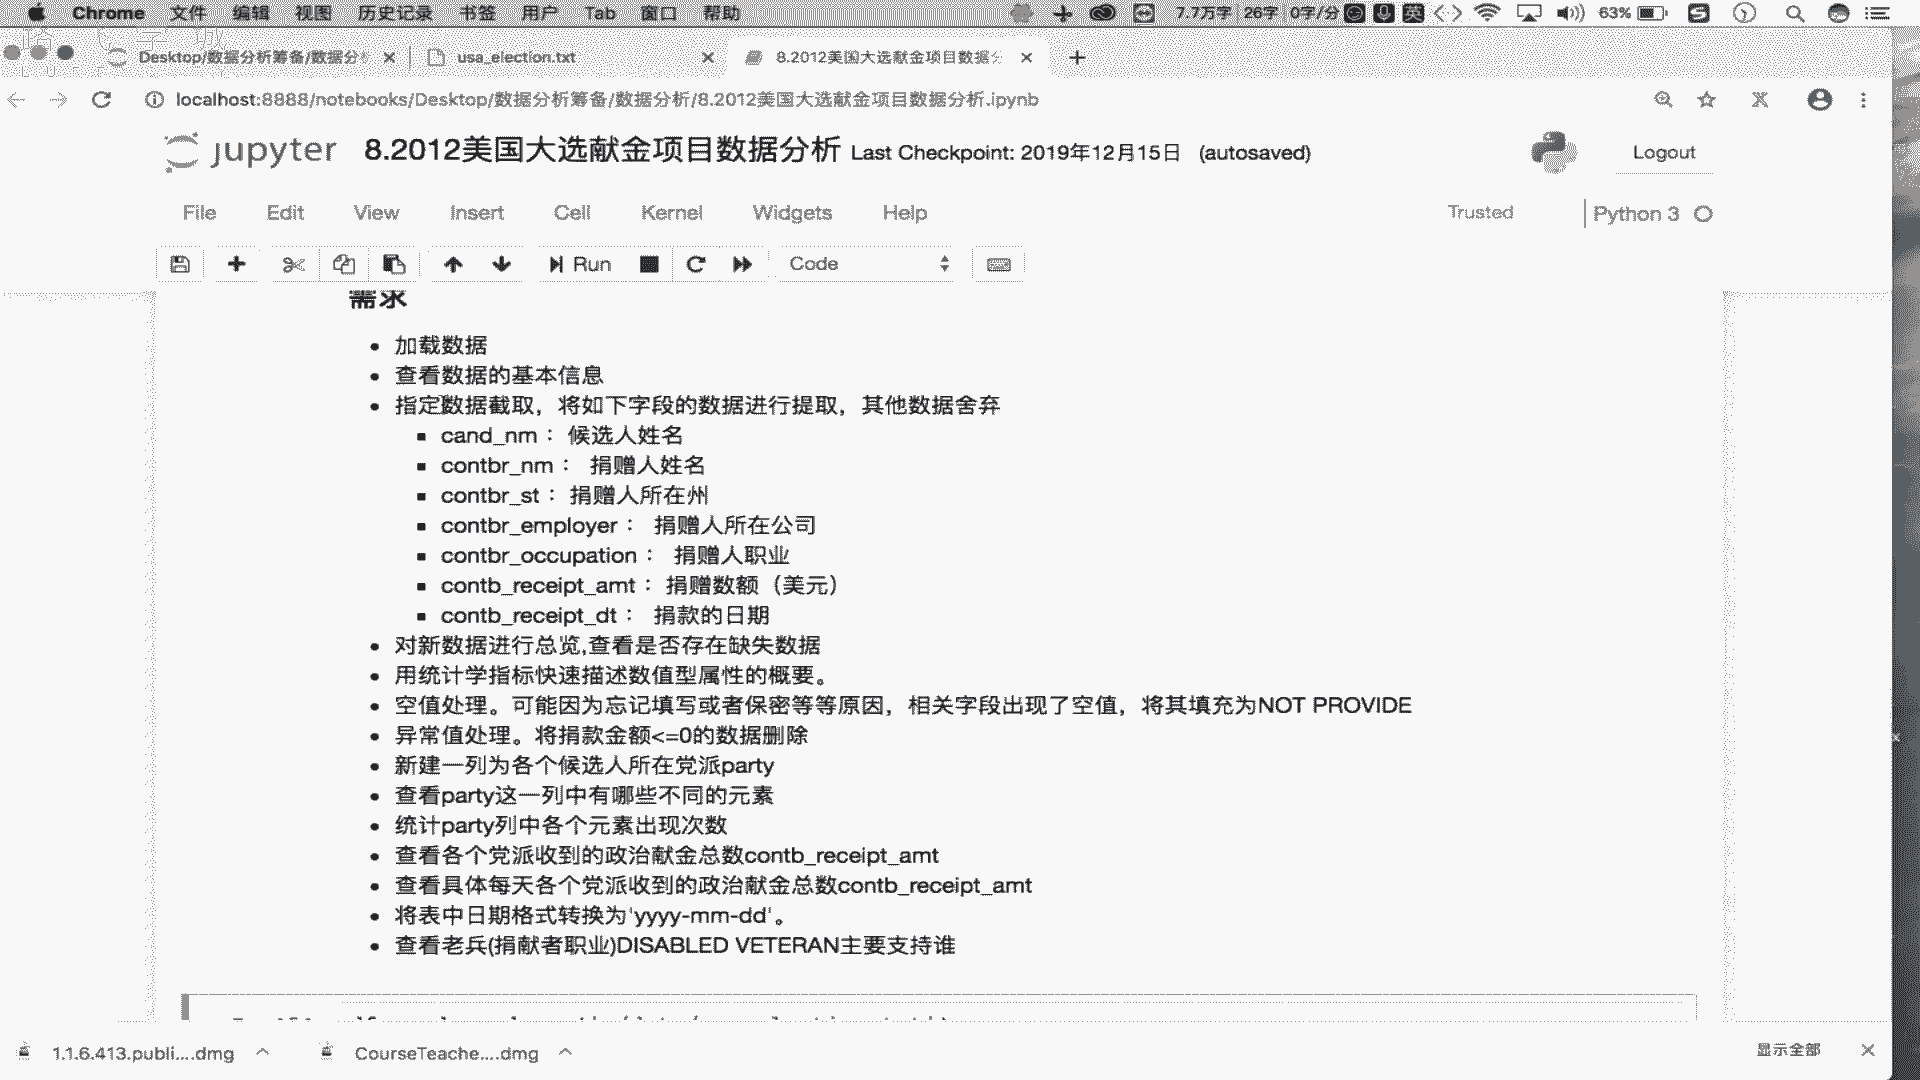 Chrome 文件 编辑 视图 历史记录 书签 用户 Tab 窗口 帮助 7.7万字 26字 0字/分 英 63%
Desktop/数据分析筹备/数据分析 usa_election.txt 8.2012美国大选献金项目数据分
localhost:8888/notebooks/Desktop/数据分析筹备/数据分析/8.2012美国大选献金项目数据分析.ipynb
jupyter 8.2012美国大选献金项目数据分析 Last Checkpoint: 2019年12月15日 (autosaved) Logout
File Edit View Insert Cell Kernel Widgets Help Trusted Python 3
Run Code
需求
加载数据
查看数据的基本信息
指定数据截取，将如下字段的数据进行提取，其他数据舍弃
cand_nm： 候选人姓名
contbr_nm： 捐赠人姓名
contbr_st： 捐赠人所在州
contbr_employer： 捐赠人所在公司
contbr_occupation： 捐赠人职业
contb_receipt_amt： 捐赠数额（美元）
contb_receipt_dt： 捐款的日期
对新数据进行总览,查看是否存在缺失数据
用统计学指标快速描述数值型属性的概要。
空值处理。可能因为忘记填写或者保密等等原因，相关字段出现了空值，将其填充为NOT PROVIDE
异常值处理。将捐款金额<=0的数据删除
新建一列为各个候选人所在党派party
查看party这一列中有哪些不同的元素
统计party列中各个元素出现次数
查看各个党派收到的政治献金总数contb_receipt_amt
查看具体每天各个党派收到的政治献金总数contb_receipt_amt
将表中日期格式转换为'yyyy-mm-dd'。
查看老兵(捐献者职业)DISABLED VETERAN主要支持谁
1.1.6.413.publi....dmg CourseTeache....dmg 显示全部